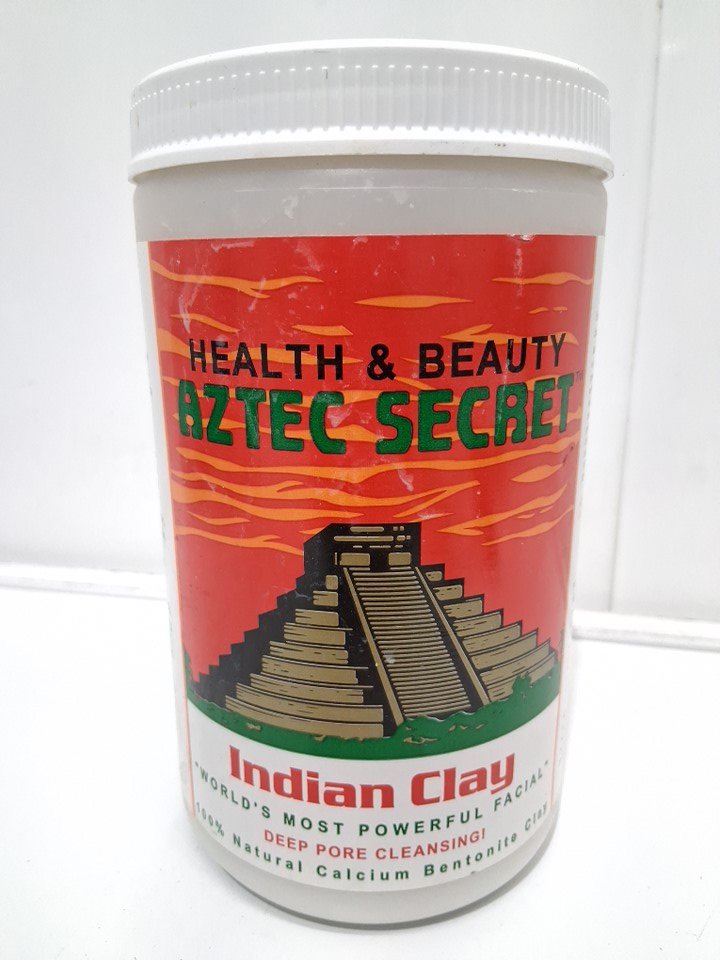 HEALTH & BEAUTY
AZTEC SECRET™
Indian Clay
"WORLD'S MOST POWERFUL FACIAL"
DEEP PORE CLEANSING!
100% Natural Calcium Bentonite Clay